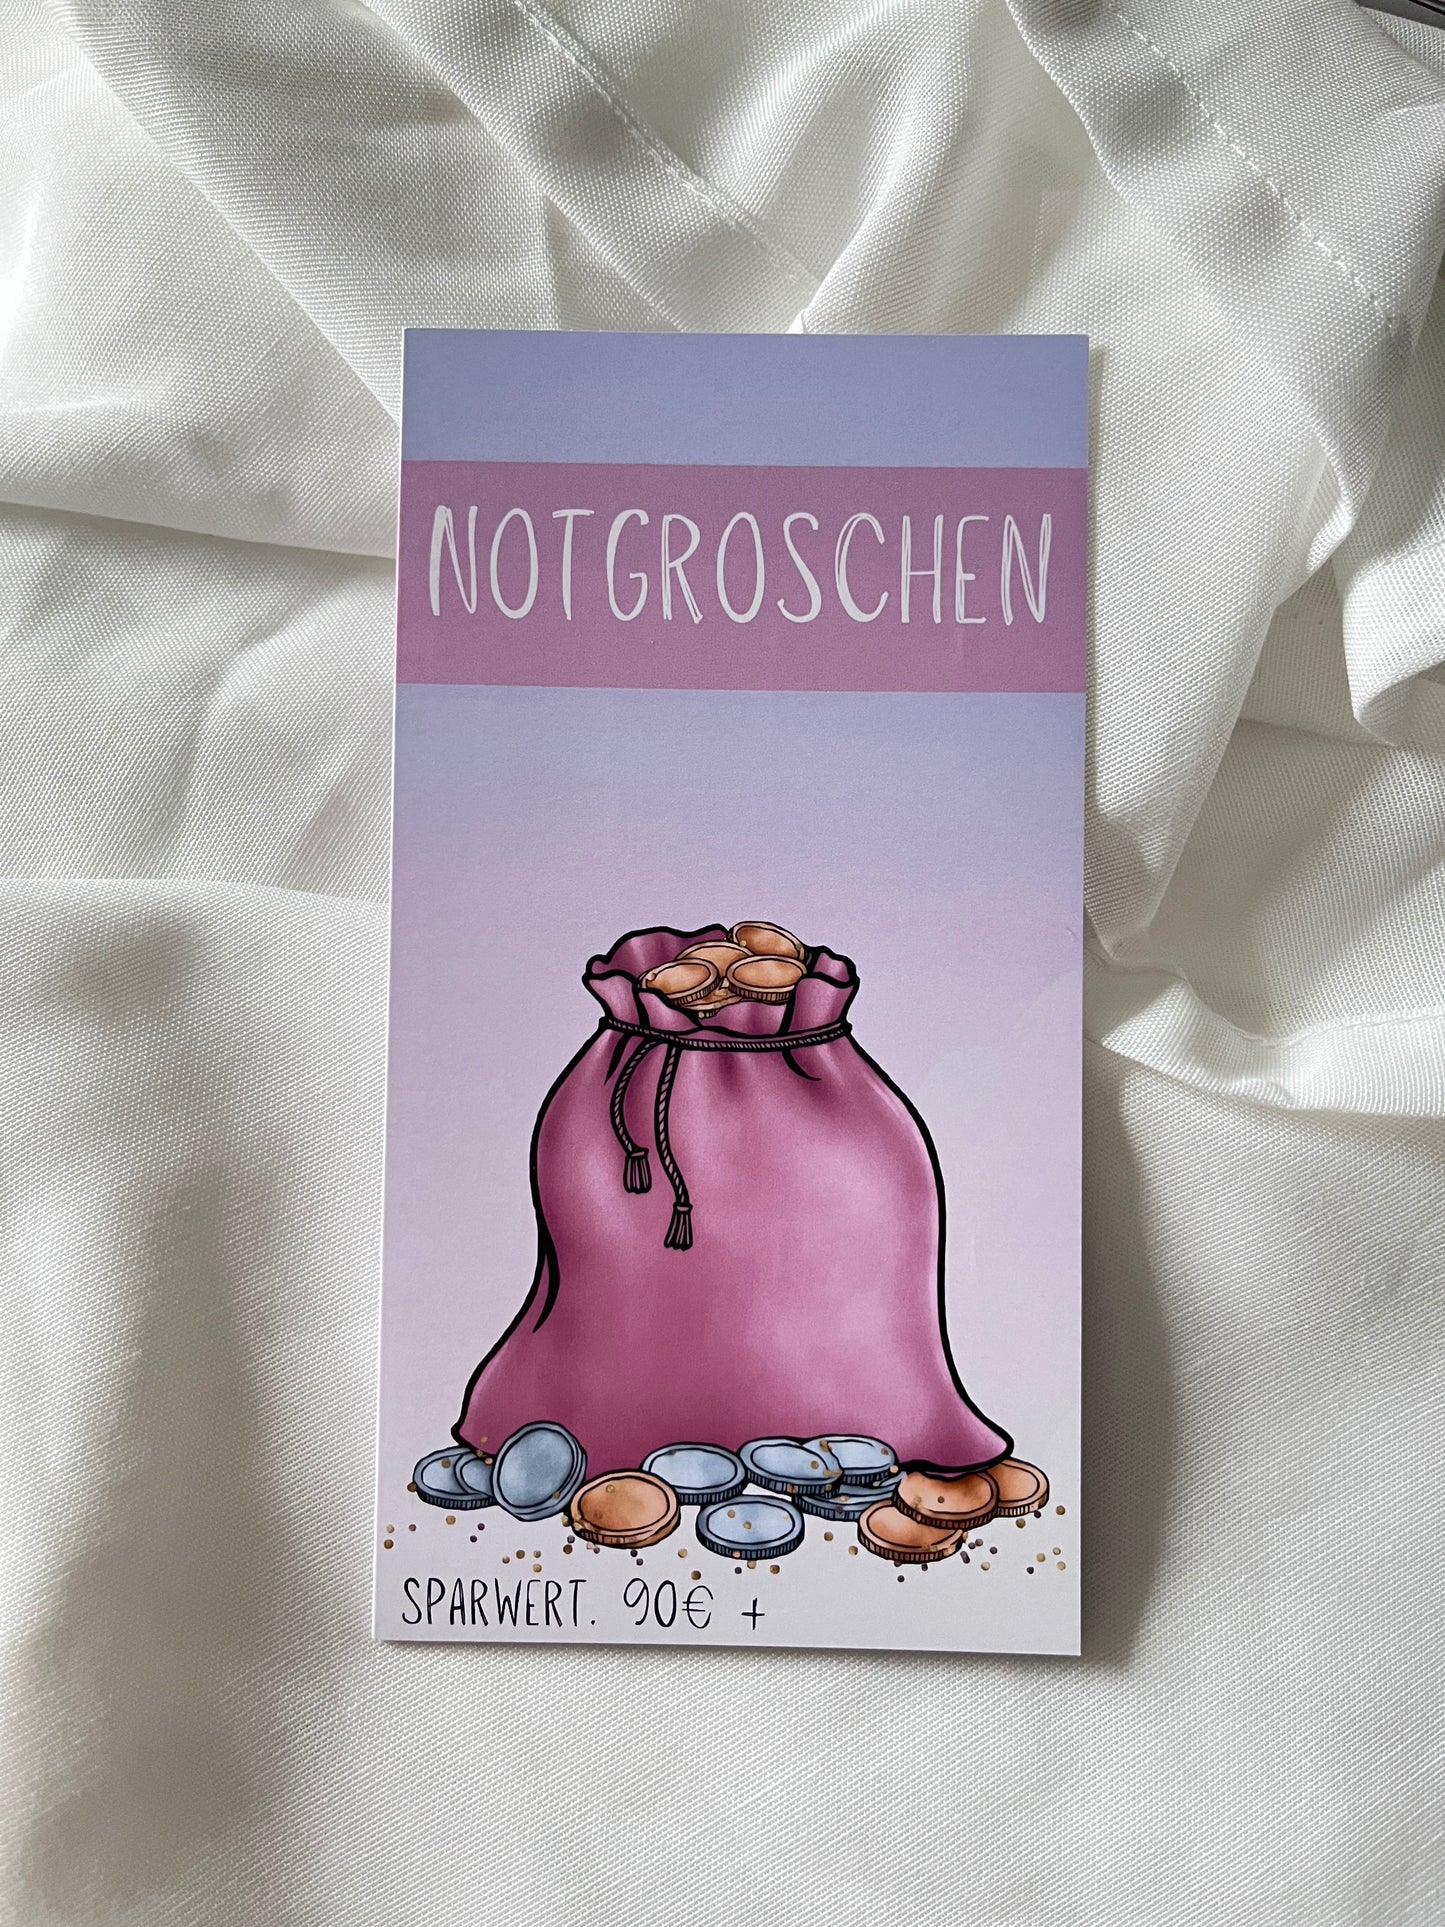 NOTGROSCHEN
SPARWERT. 90€ +